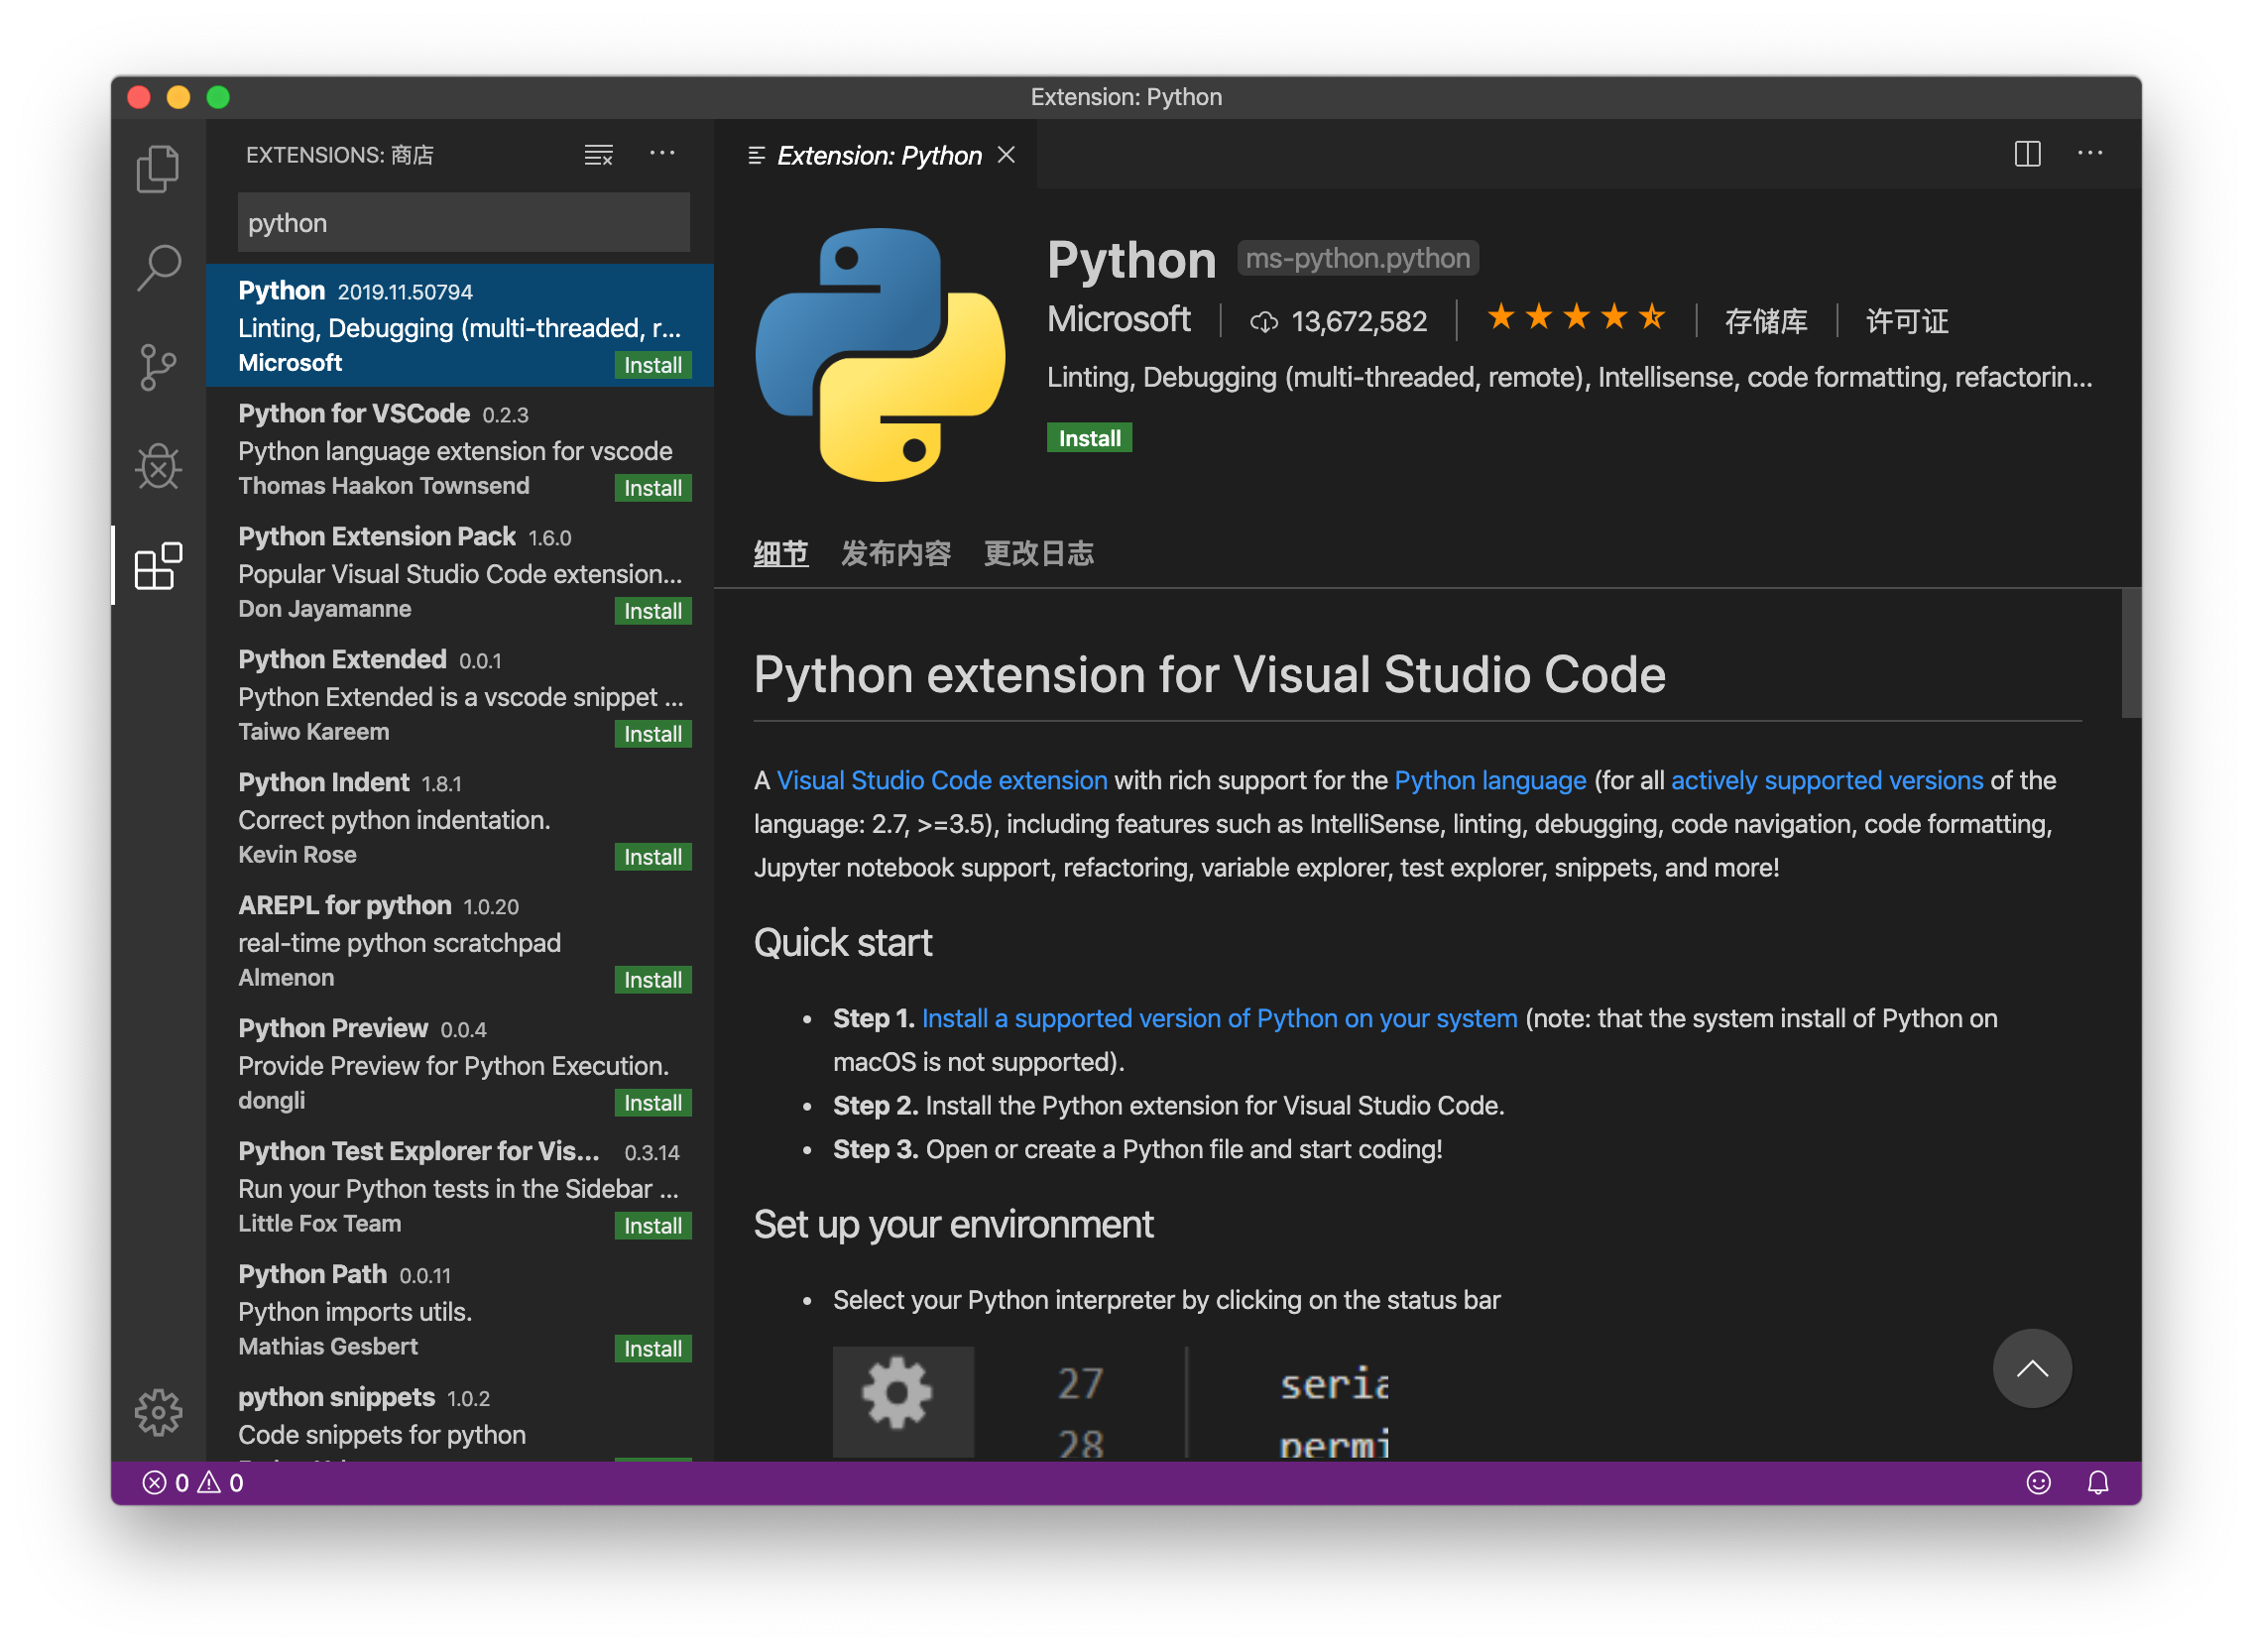 Extension: Python
EXTENSIONS: 商店
python
Python 2019.11.50794
Linting, Debugging (multi-threaded, r...
Microsoft Install
Python for VSCode 0.2.3
Python language extension for vscode
Thomas Haakon Townsend Install
Python Extension Pack 1.6.0
Popular Visual Studio Code extension...
Don Jayamanne Install
Python Extended 0.0.1
Python Extended is a vscode snippet ...
Taiwo Kareem Install
Python Indent 1.8.1
Correct python indentation.
Kevin Rose Install
AREPL for python 1.0.20
real-time python scratchpad
Almenon Install
Python Preview 0.0.4
Provide Preview for Python Execution.
dongli Install
Python Test Explorer for Vis... 0.3.14
Run your Python tests in the Sidebar ...
Little Fox Team Install
Python Path 0.0.11
Python imports utils.
Mathias Gesbert Install
python snippets 1.0.2
Code snippets for python
Extension: Python
Python ms-python.python
Microsoft 13,672,582 存储库 许可证
Linting, Debugging (multi-threaded, remote), Intellisense, code formatting, refactorin...
Install
细节 发布内容 更改日志
Python extension for Visual Studio Code
A Visual Studio Code extension with rich support for the Python language (for all actively supported versions of the
language: 2.7, >=3.5), including features such as IntelliSense, linting, debugging, code navigation, code formatting,
Jupyter notebook support, refactoring, variable explorer, test explorer, snippets, and more!
Quick start
• Step 1. Install a supported version of Python on your system (note: that the system install of Python on
macOS is not supported).
• Step 2. Install the Python extension for Visual Studio Code.
• Step 3. Open or create a Python file and start coding!
Set up your environment
• Select your Python interpreter by clicking on the status bar
27 seria
28 permi
0 0